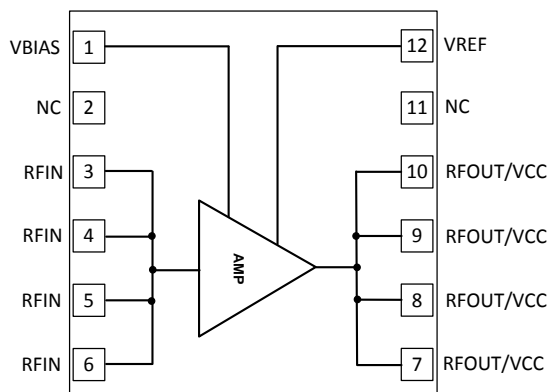 VBIAS 1 12 VREF
NC 2 11 NC
RFIN 3 10 RFOUT/VCC
RFIN 4 9 RFOUT/VCC
AMP
RFIN 5 8 RFOUT/VCC
RFIN 6 7 RFOUT/VCC